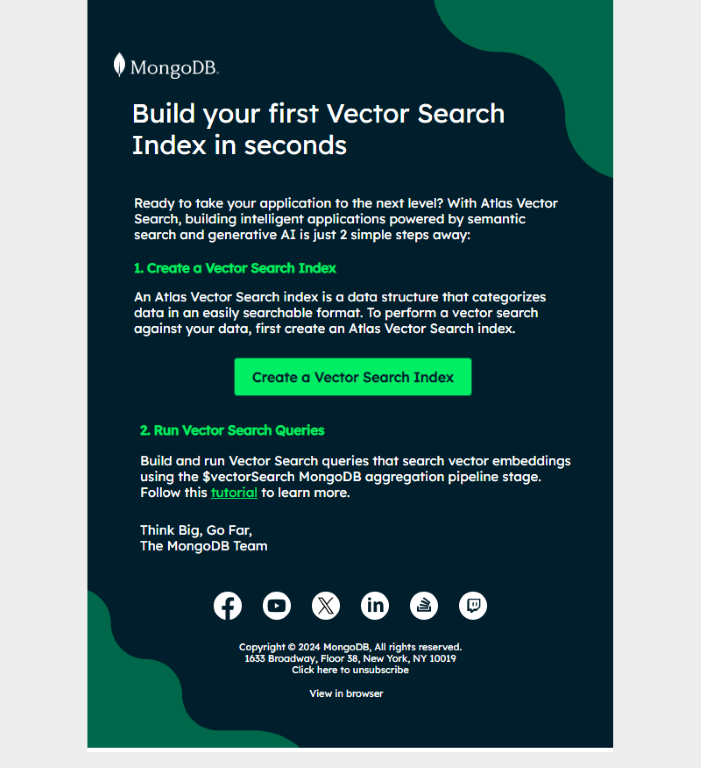 MongoDB.
Build your first Vector Search
Index in seconds
Ready to take your application to the next level? With Atlas Vector
Search, building intelligent applications powered by semantic
search and generative AI is just 2 simple steps away:
1. Create a Vector Search Index
An Atlas Vector Search index is a data structure that categorizes
data in an easily searchable format. To perform a vector search
against your data, first create an Atlas Vector Search index.
Create a Vector Search Index
2. Run Vector Search Queries
Build and run Vector Search queries that search vector embeddings
using the $vectorSearch MongoDB aggregation pipeline stage.
Follow this tutorial to learn more.
Think Big, Go Far,
The MongoDB Team
Copyright © 2024 MongoDB, All rights reserved.
1633 Broadway, Floor 38, New York, NY 10019
Click here to unsubscribe
View in browser